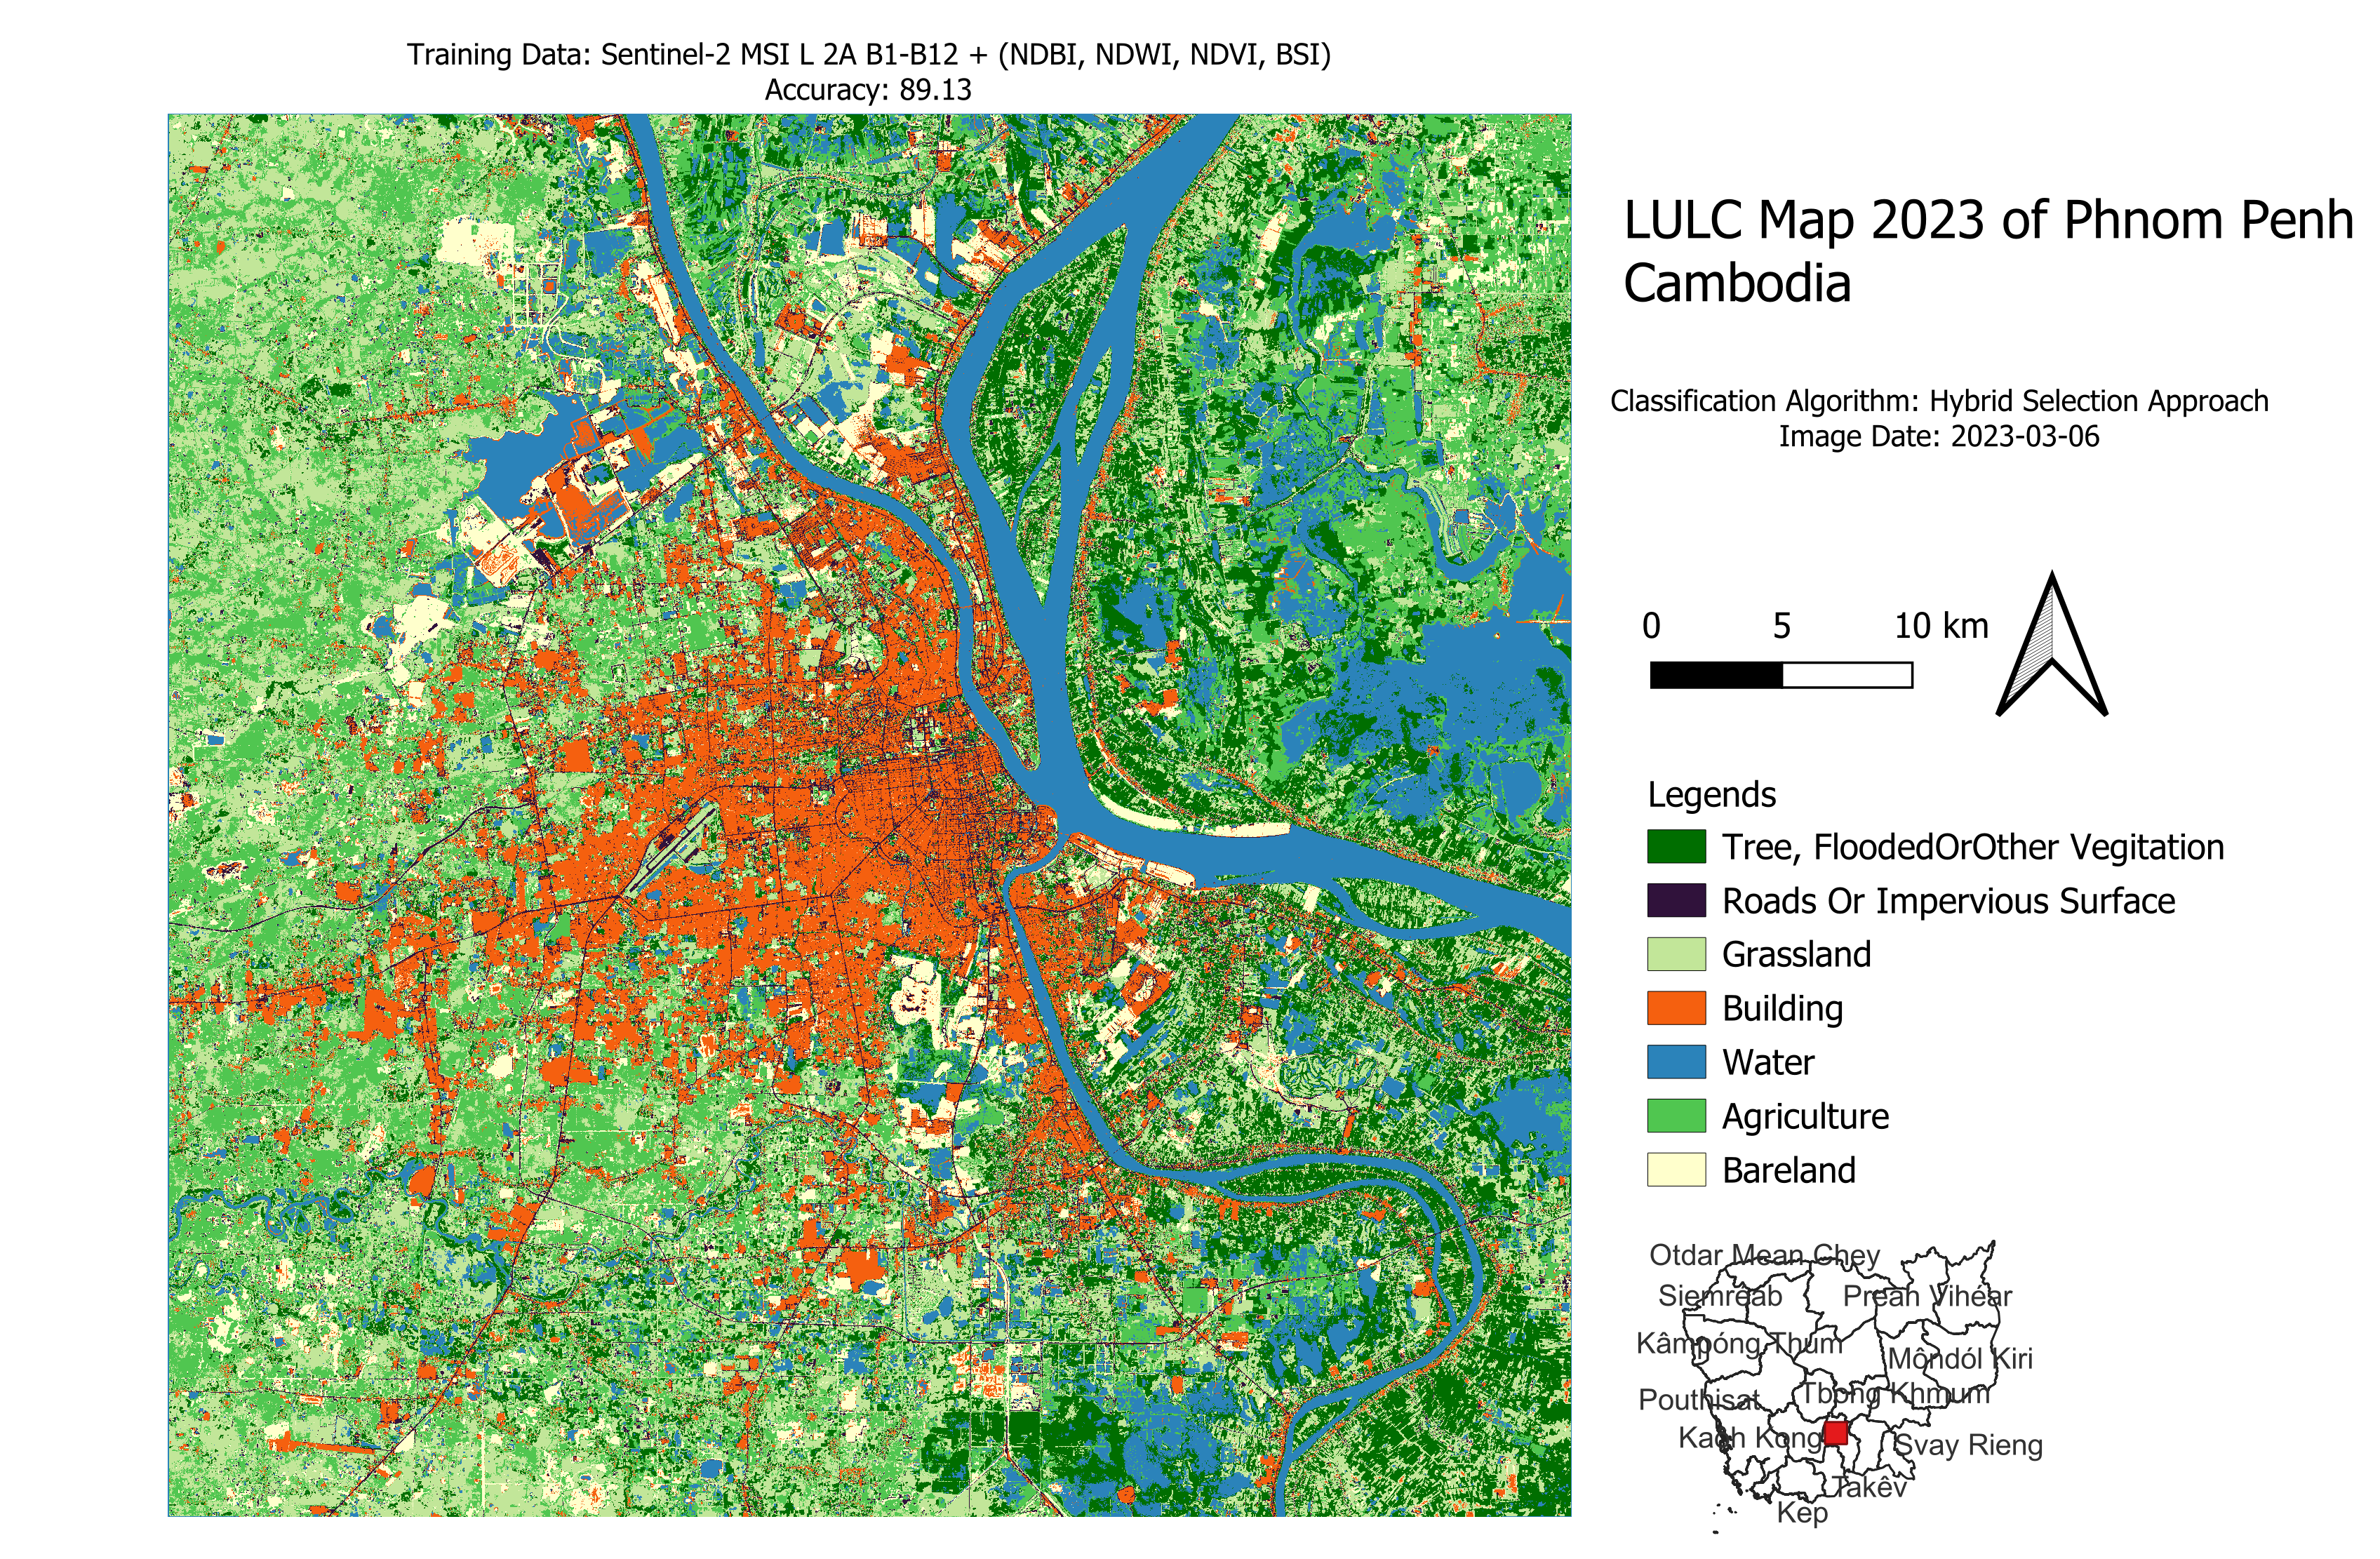 Training Data: Sentinel-2 MSI L 2A B1-B12 + (NDBI, NDWI, NDVI, BSI)
Accuracy: 89.13
LULC Map 2023 of Phnom Penh
Cambodia
Classification Algorithm: Hybrid Selection Approach
Image Date: 2023-03-06
0 5 10 km
Legends
Tree, FloodedOrOther Vegitation
Roads Or Impervious Surface
Grassland
Building
Water
Agriculture
Bareland
Otdar Mean Chey
Siemréab Preah Vihéar
Kâmpóng Thum
Môndól Kiri
Pouthisat Tbong Khmum
Kaôh Kong Svay Rieng
Takêv
Kep